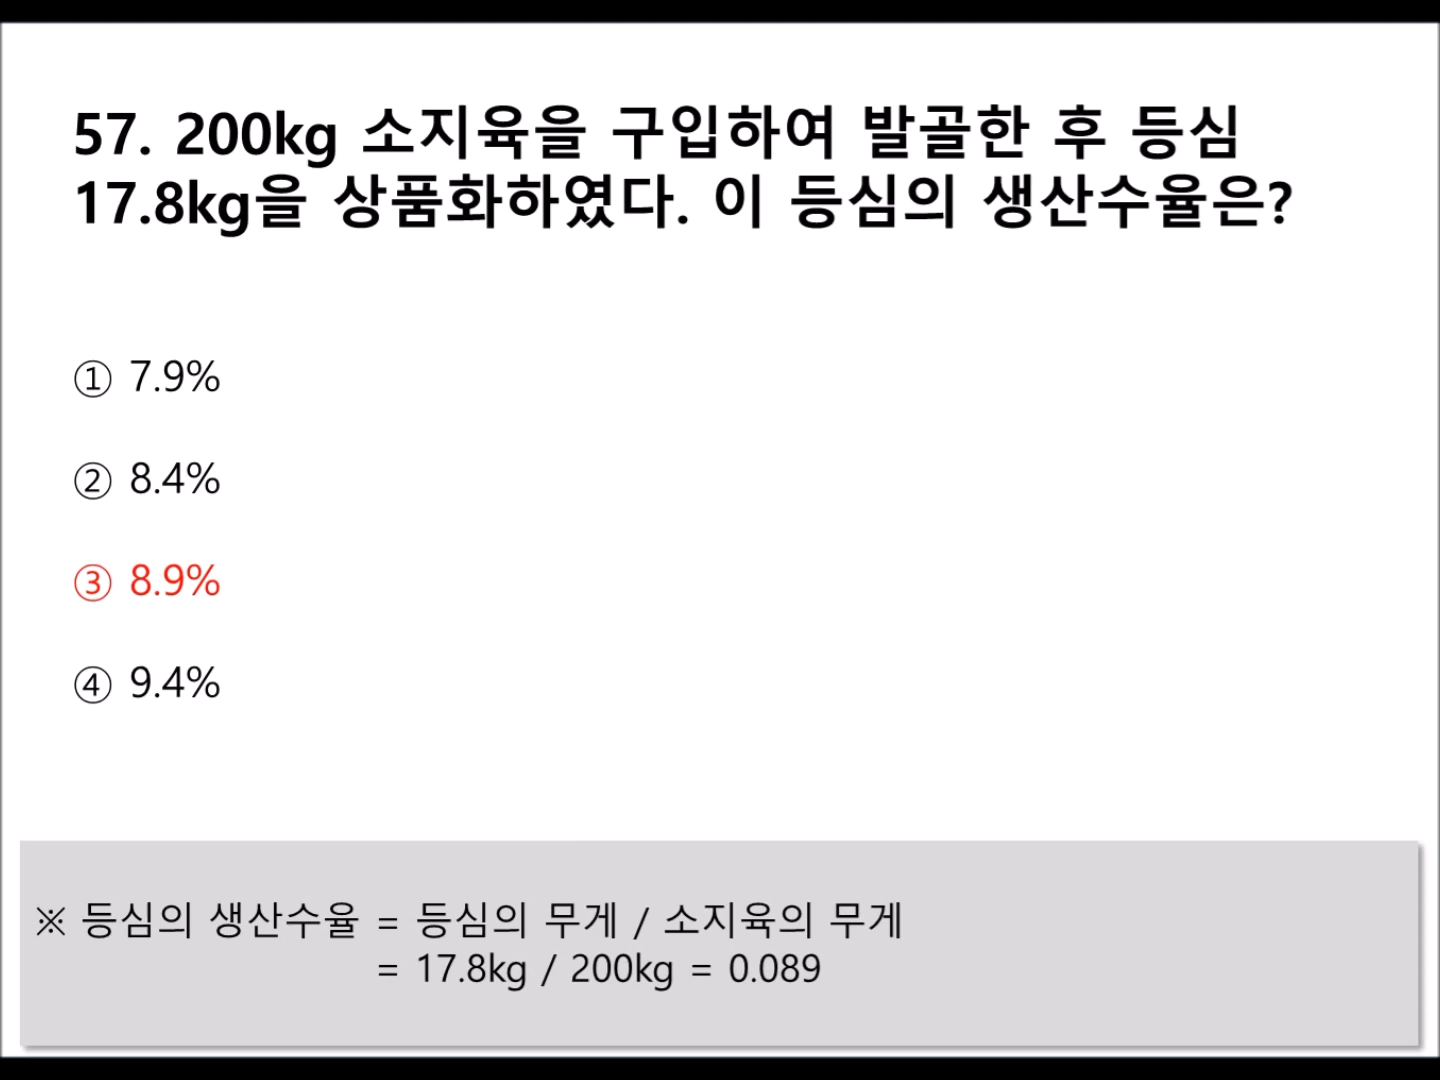 57. 200kg 소지육을 구입하여 발골한 후 등심
17.8kg을 상품화하였다. 이 등심의 생산수율은?
① 7.9%
② 8.4%
③ 8.9%
④ 9.4%
※ 등심의 생산수율 = 등심의 무게 / 소지육의 무게
= 17.8kg / 200kg = 0.089